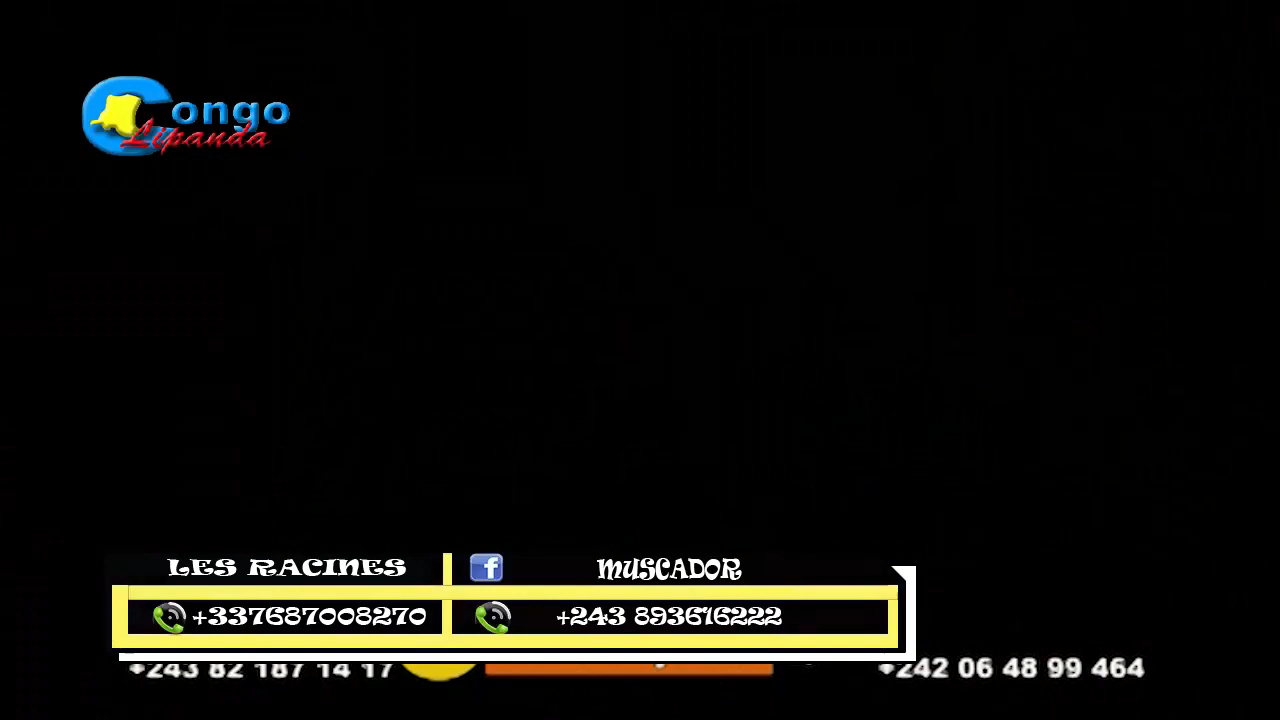 Congo
Lipanda
LES RACINES
MUSCADOR
+337687008270
+243 893616222
+243 82 187 14 17
+242 06 48 99 464